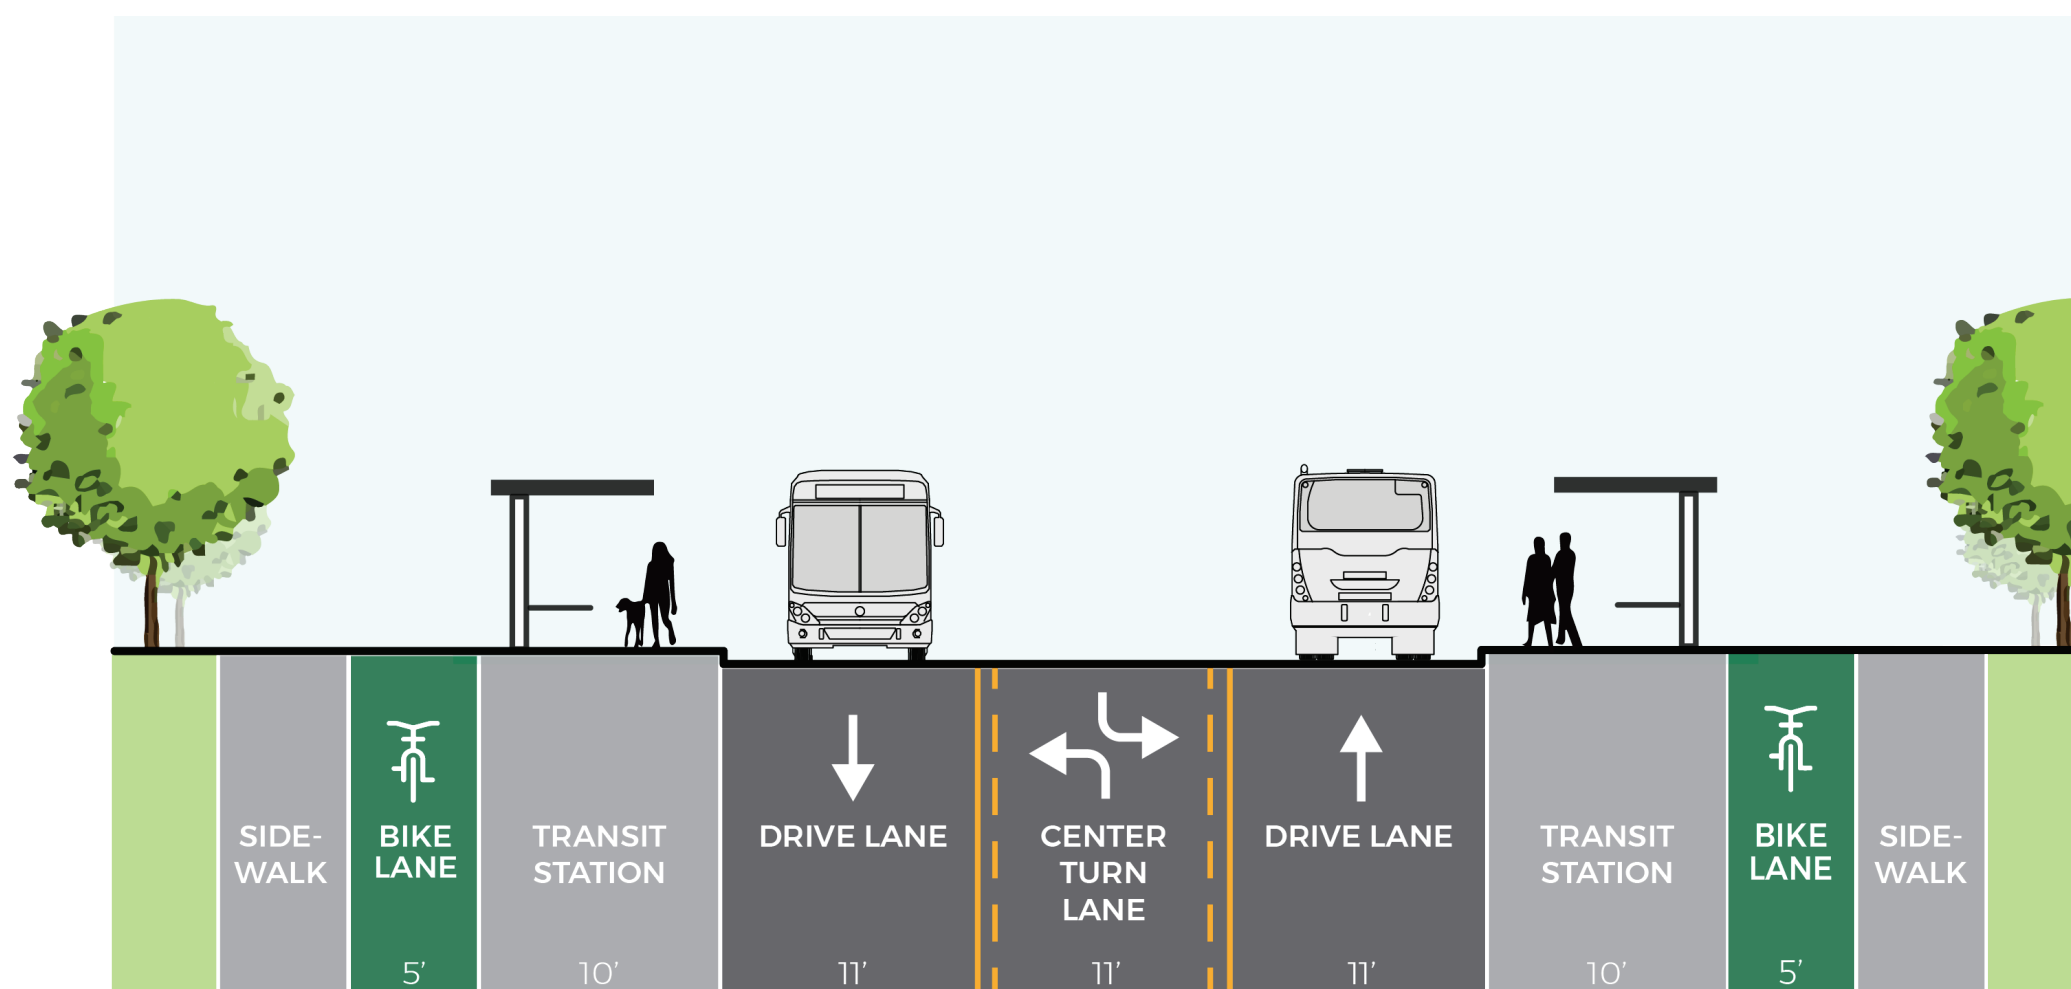 SIDE-
WALK
BIKE
LANE
5'
TRANSIT
STATION
10'
DRIVE LANE
11'
CENTER
TURN
LANE
11'
DRIVE LANE
11'
TRANSIT
STATION
10'
BIKE
LANE
5'
SIDE-
WALK